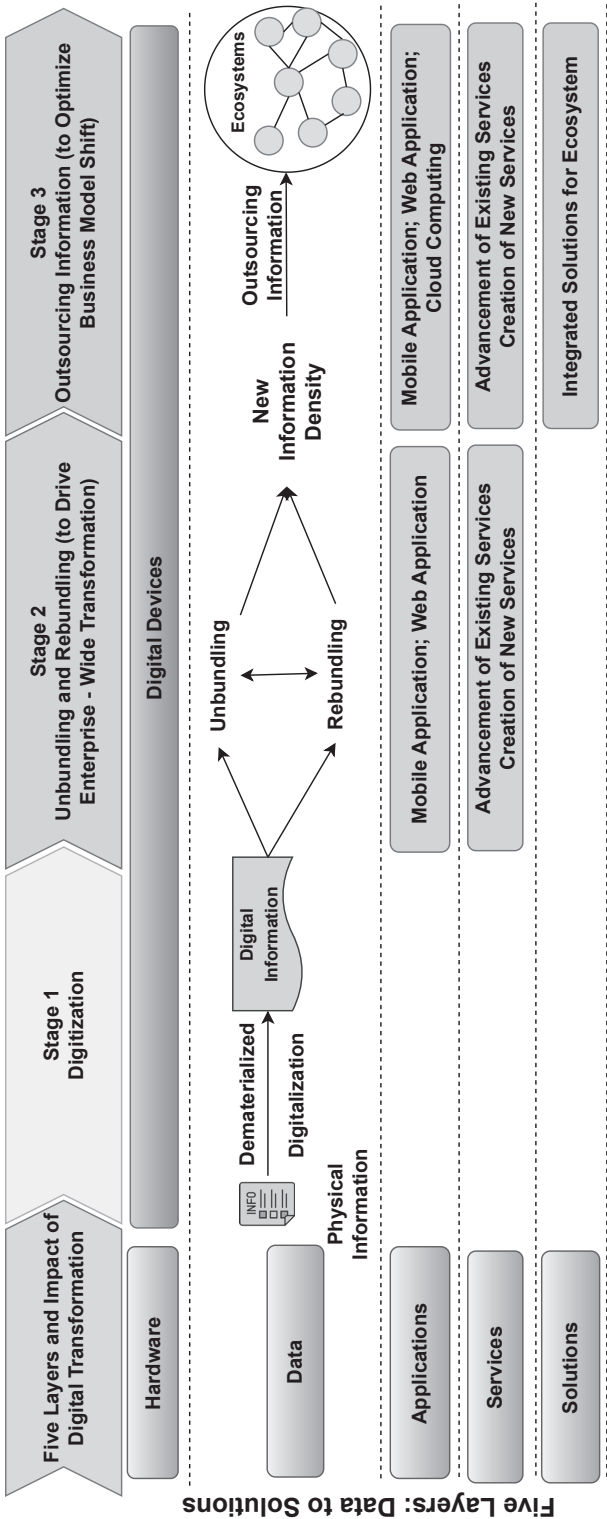 Five Layers and Impact of
Digital Transformation
Stage 1
Digitization
Stage 2
Unbundling and Rebundling (to Drive
Enterprise - Wide Transformation)
Stage 3
Outsourcing Information (to Optimize
Business Model Shift)
Five Layers: Data to Solutions
Hardware
Digital Devices
Data
INFO
Physical
Information
Dematerialized
Digitalization
Digital
Information
Unbundling
Rebundling
New
Information
Density
Outsourcing
Information
Ecosystems
Applications
Mobile Application; Web Application
Mobile Application; Web Application;
Cloud Computing
Services
Advancement of Existing Services
Creation of New Services
Advancement of Existing Services
Creation of New Services
Solutions
Integrated Solutions for Ecosystem